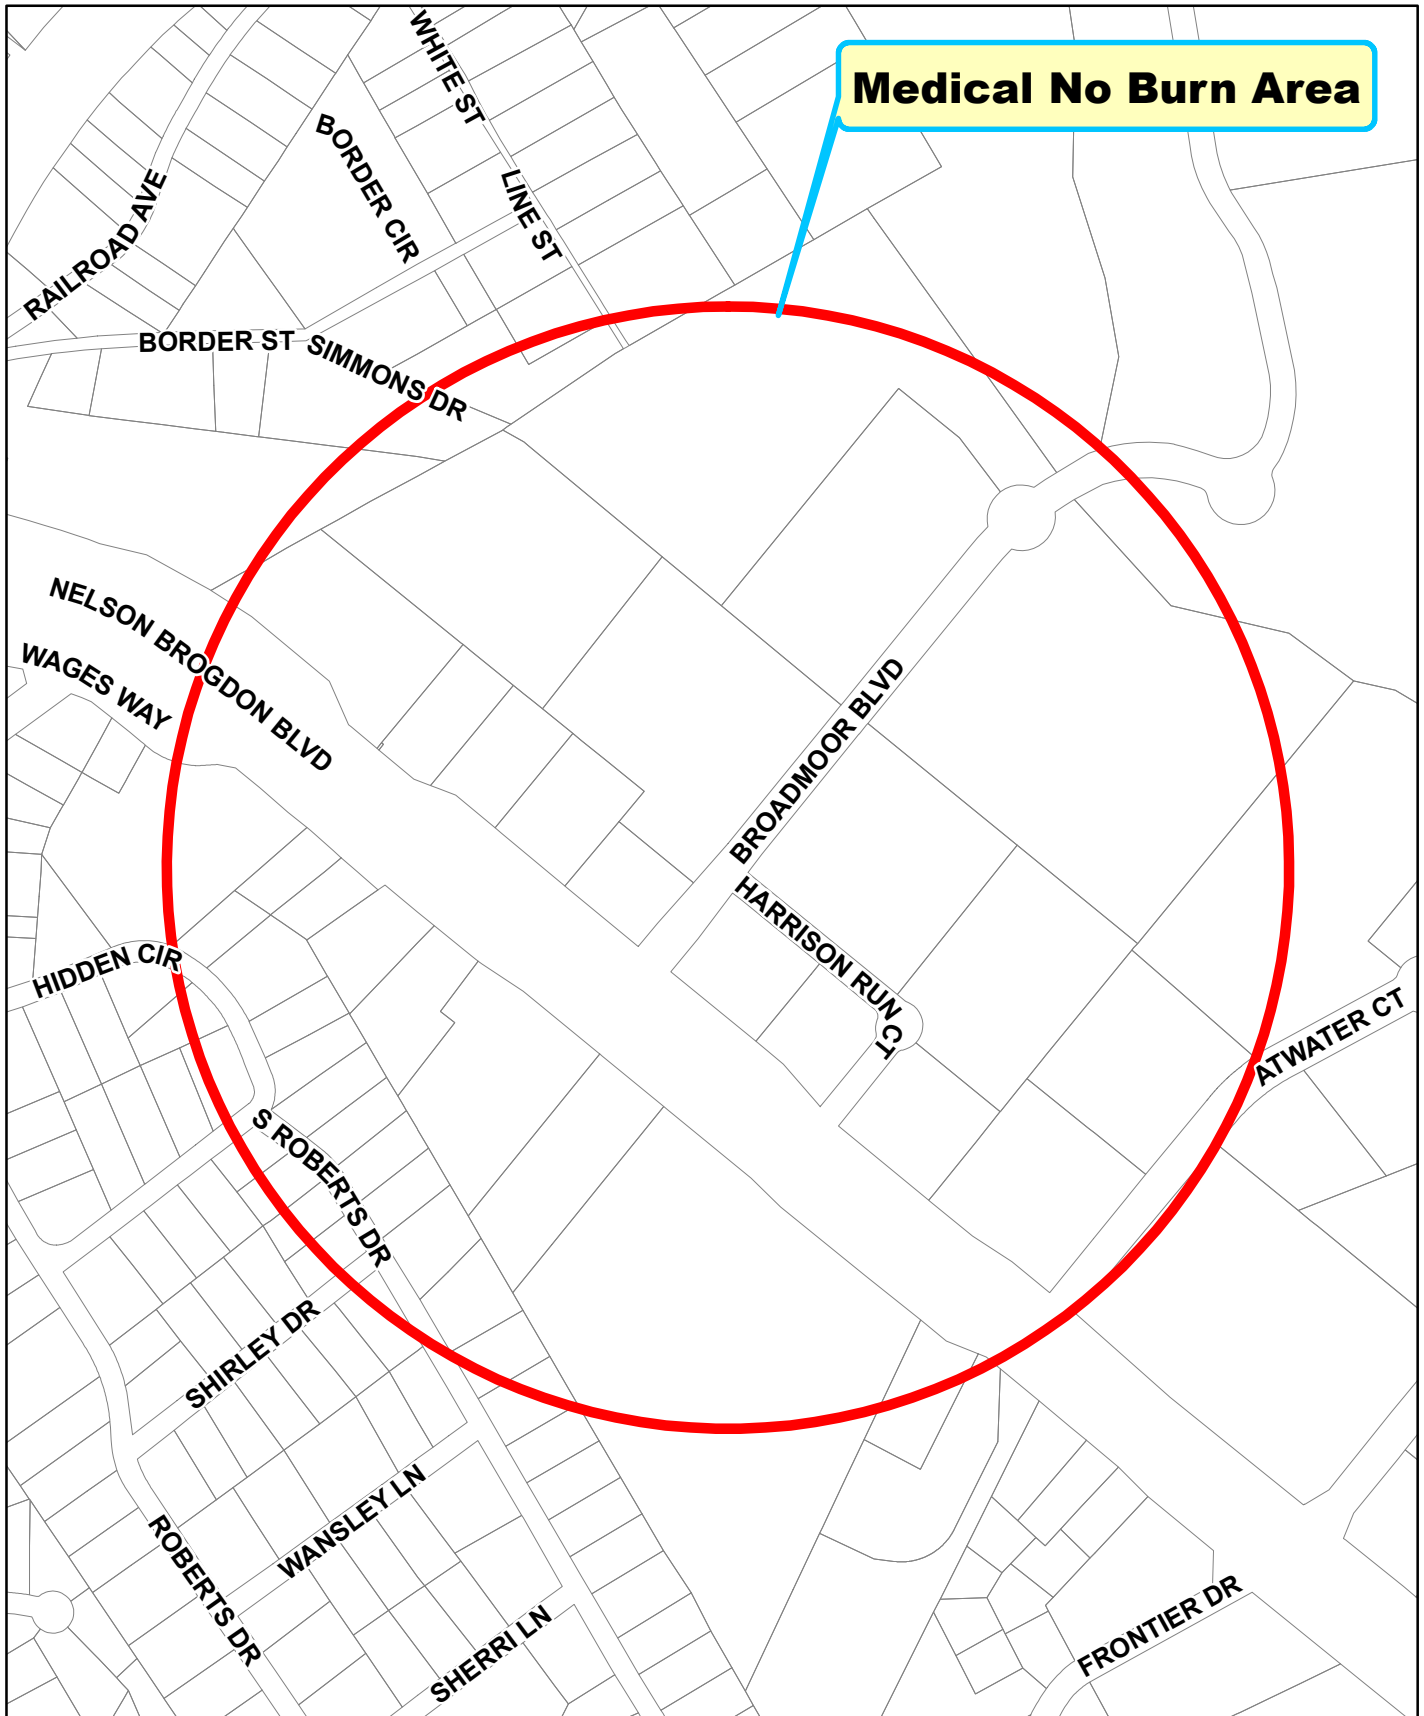 Medical No Burn Area
WHITE ST
BORDER CIR
LINE ST
RAILROAD AVE
BORDER ST
SIMMONS DR
NELSON BROGDON BLVD
WAGES WAY
BROADMOOR BLVD
HARRISON RUN CT
HIDDEN CIR
ATWATER CT
S ROBERTS DR
SHIRLEY DR
WANSLEY LN
ROBERTS DR
SHERRI LN
FRONTIER DR